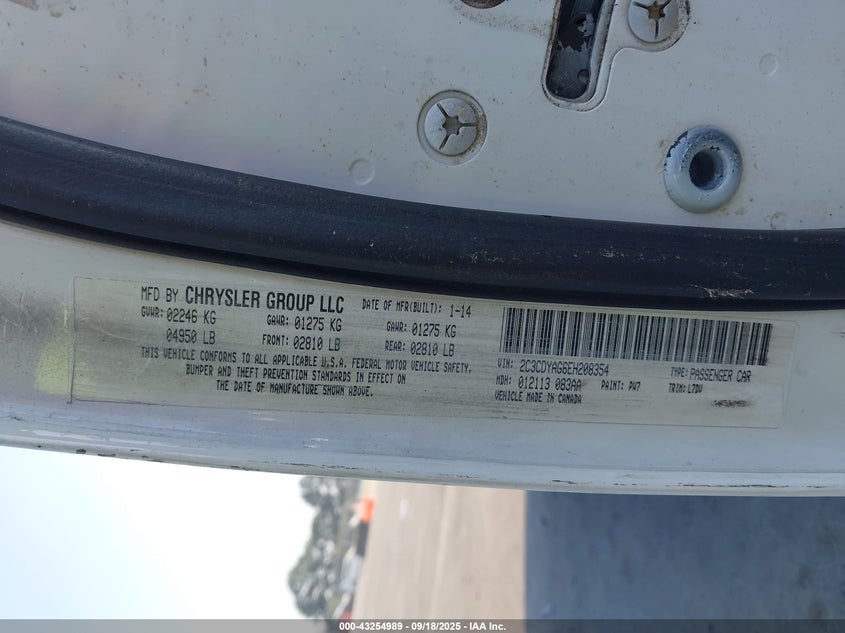 MFD BY CHRYSLER GROUP LLC DATE OF MFR(BUILT): 1-14
GVWR: 02246 KG GAWR: 01275 KG GAWR: 01275 KG
04950 LB FRONT: 02810 LB REAR: 02810 LB
THIS VEHICLE CONFORMS TO ALL APPLICABLE U.S.A. FEDERAL MOTOR VEHICLE SAFETY,
BUMPER AND THEFT PREVENTION STANDARDS IN EFFECT ON
THE DATE OF MANUFACTURE SHOWN ABOVE.
VIN: 2C3CDYAG6EH208354 TYPE: PASSENGER CAR
MDH: 012113 083AA PAINT: PW7 TRIM: L7DV
VEHICLE MADE IN CANADA
000-43254989 - 09/18/2025 - IAA Inc.